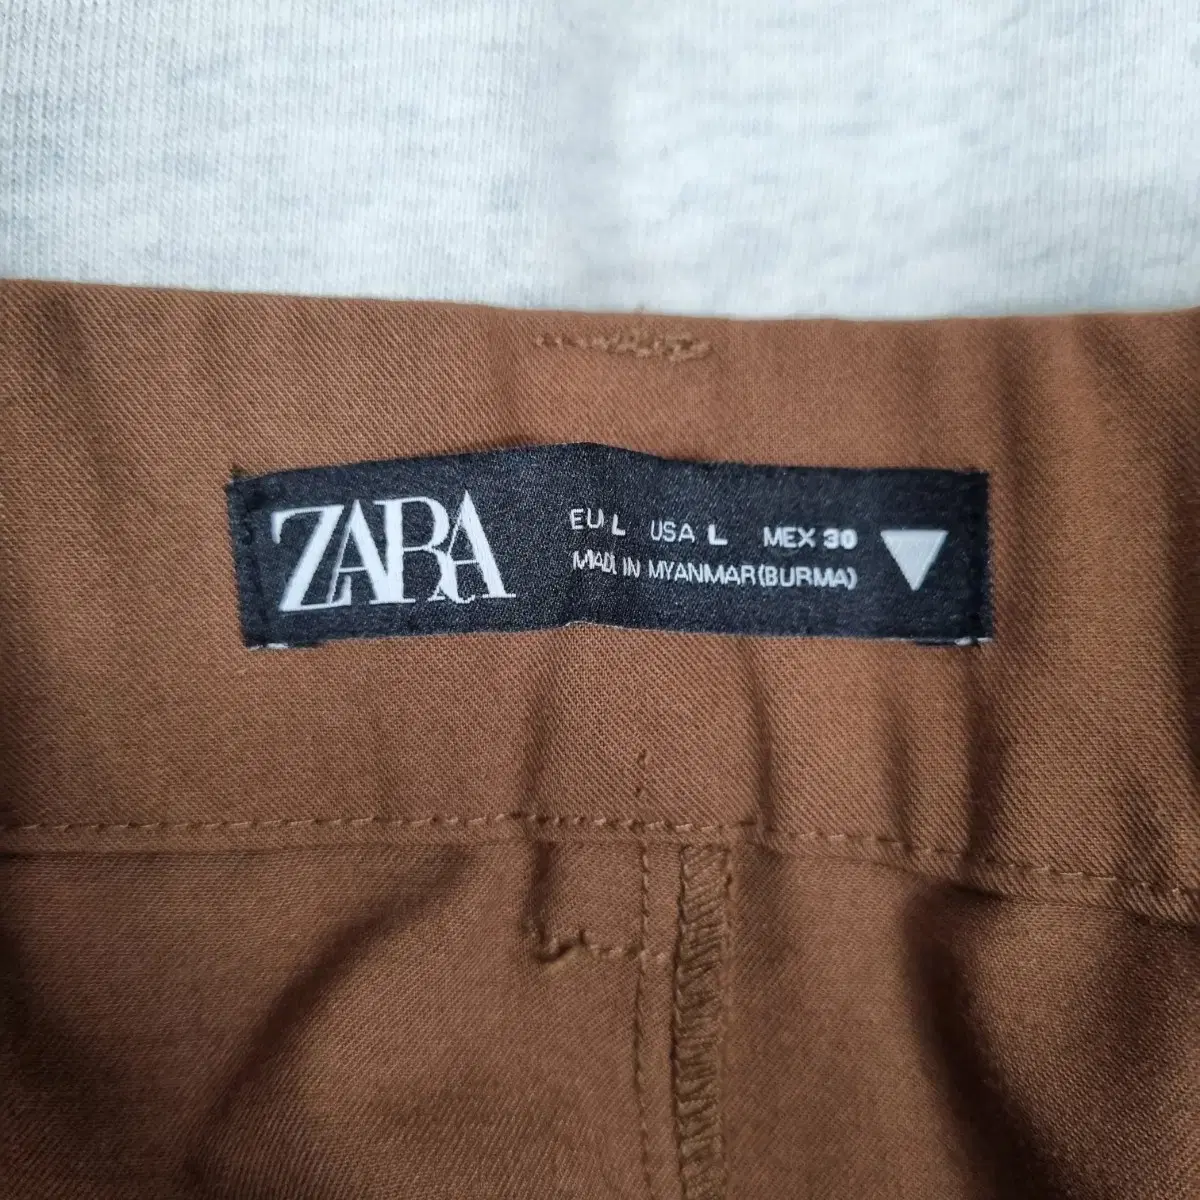 ZARA
EU L USA L MEX 30
MADE IN MYANMAR(BURMA)